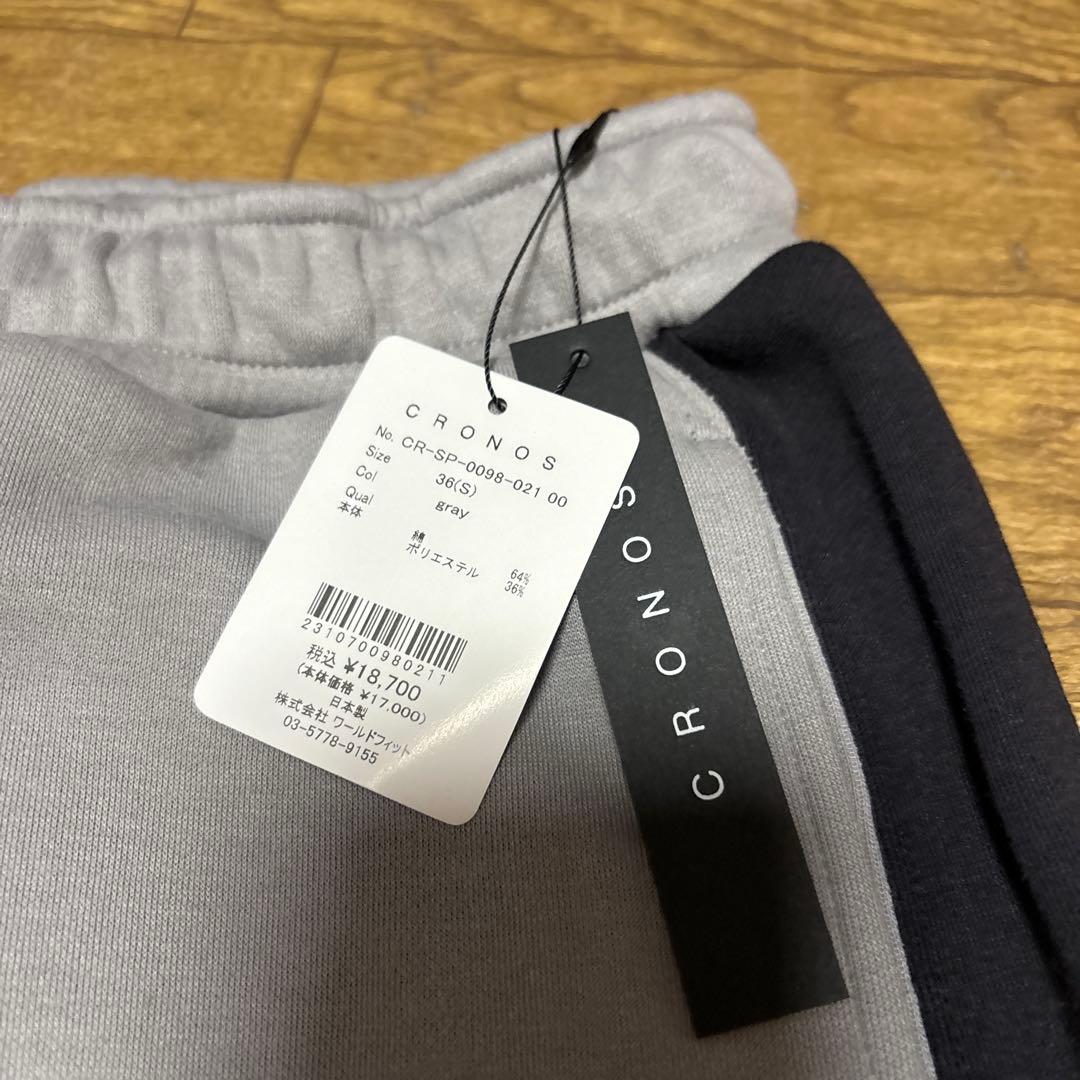 CRONOS
No. CR-SP-0098-021 00
Size 36(S)
Col gray
Qual
本体
綿 64%
ポリエステル 36%
2310700980211
税込 ¥18,700
(本体価格 ¥17,000)
日本製
株式会社 ワールドフィット
03-5778-9155
CRONOS